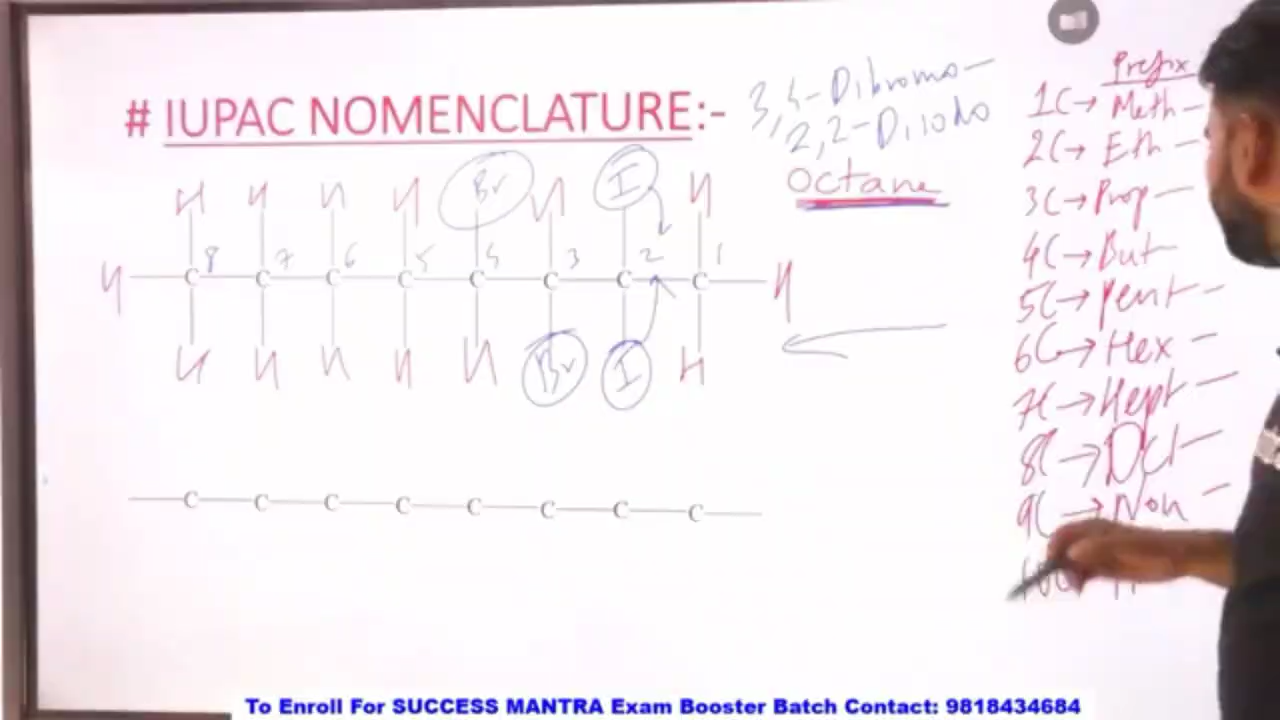 # IUPAC NOMENCLATURE:-
3,4-Dibromo-
2,2-Diiodo
Octane
H H H H Br H I H
8 7 6 5 4 3 2 1
H C C C C C C C C H
H H H H H Br I H
C C C C C C C C
Prefix
1C→ Meth-
2C→ Eth-
3C→ Prop-
4C→ But-
5C→ Pent-
6C→ Hex-
7C→ Hept-
8C→ Oct-
9C→ Non-
10C
To Enroll For SUCCESS MANTRA Exam Booster Batch Contact: 9818434684